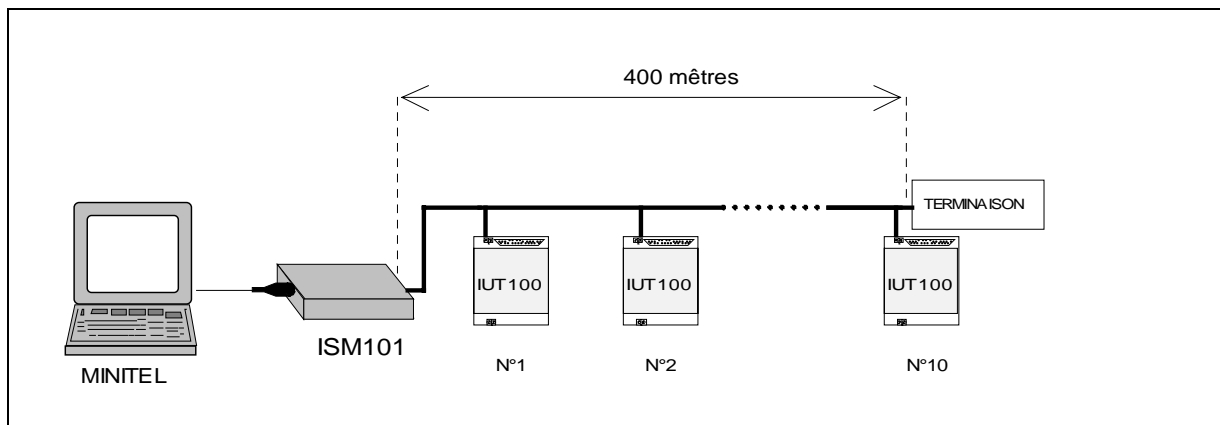 400 mêtres
TERMINAISON
IUT100
IUT100
IUT100
ISM101
MINITEL
N°1
N°2
N°10